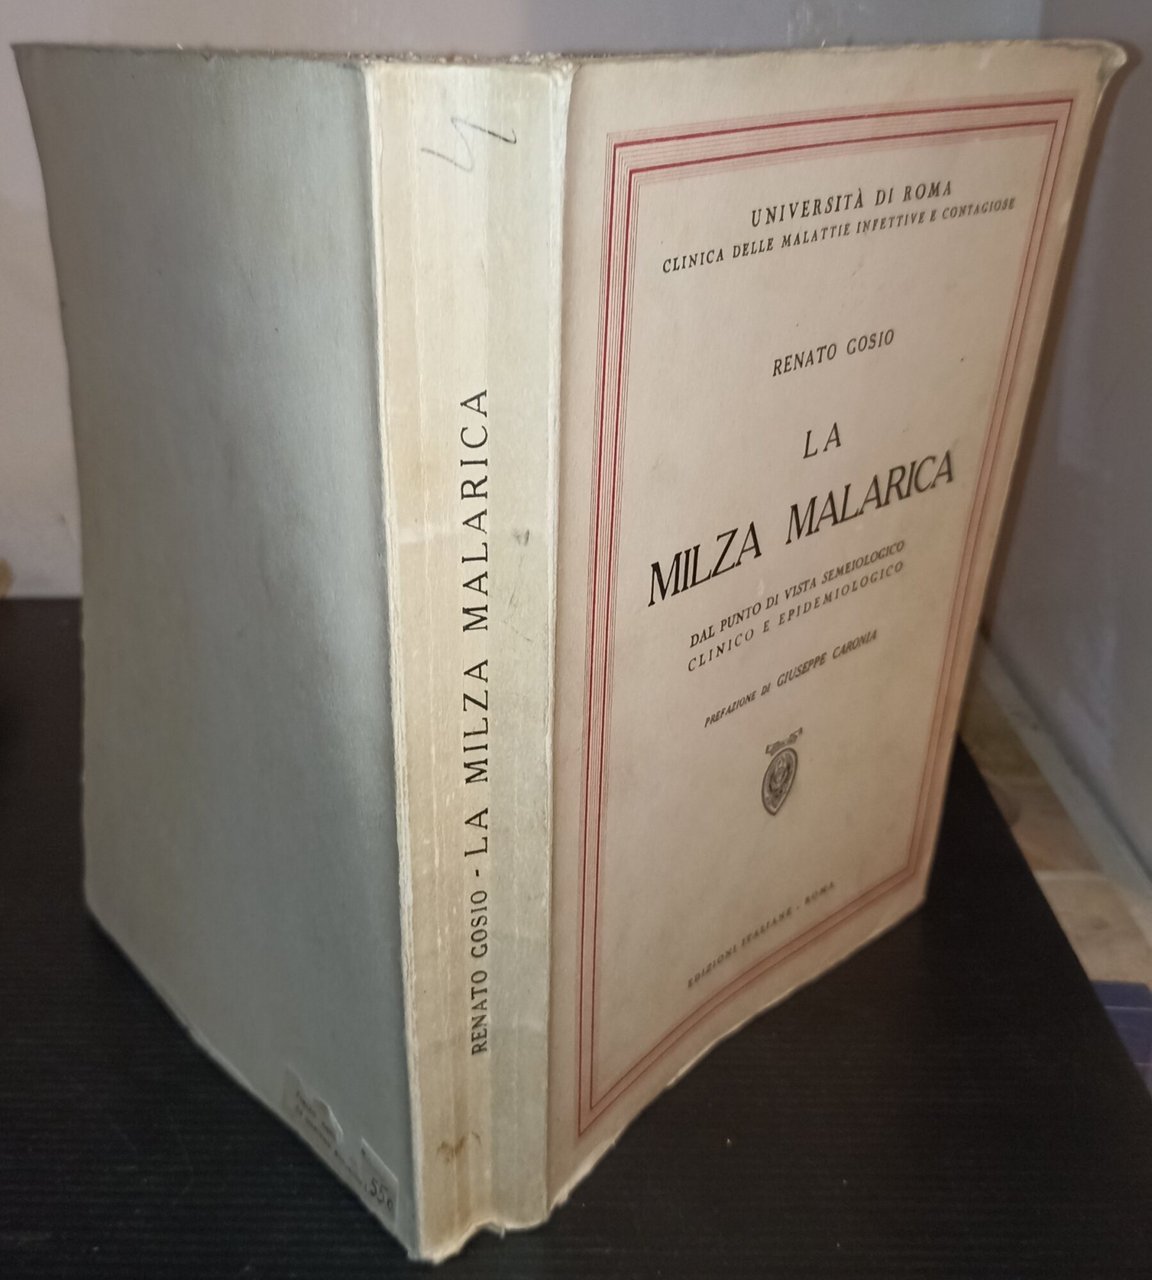 UNIVERSITÀ DI ROMA
CLINICA DELLE MALATTIE INFETTIVE E CONTAGIOSE
RENATO GOSIO
LA
MILZA MALARICA
DAL PUNTO DI VISTA SEMEIOLOGICO
CLINICO E EPIDEMIOLOGICO
PREFAZIONE DI GIUSEPPE CARONIA
EDIZIONI ITALIANE - ROMA
RENATO GOSIO - LA MILZA MALARICA